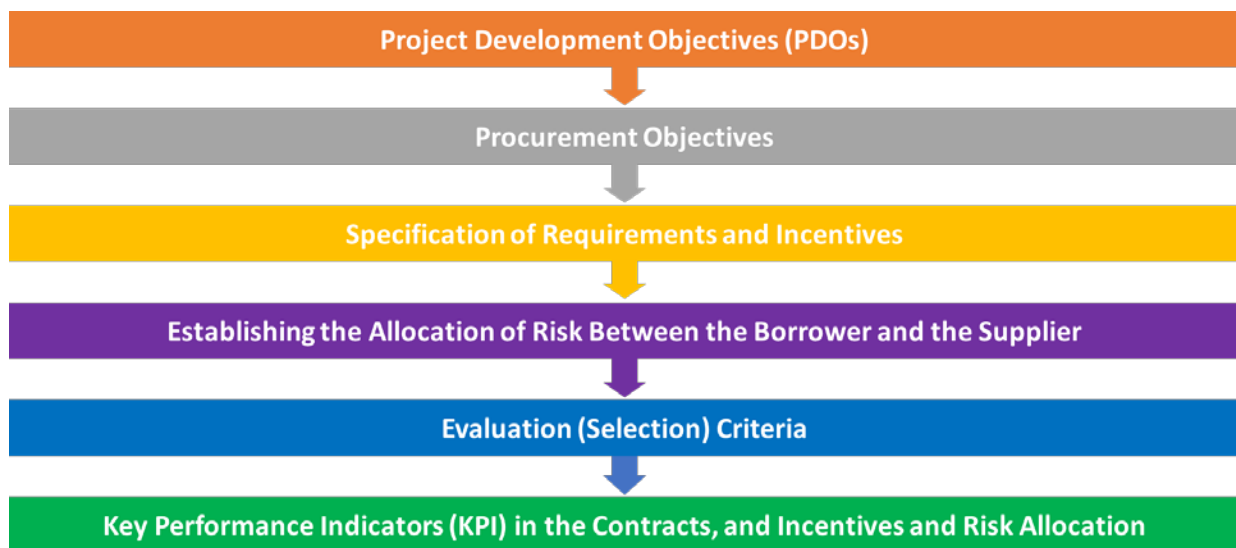 Project Development Objectives (PDOs)
Procurement Objectives
Specification of Requirements and Incentives
Establishing the Allocation of Risk Between the Borrower and the Supplier
Evaluation (Selection) Criteria
Key Performance Indicators (KPI) in the Contracts, and Incentives and Risk Allocation